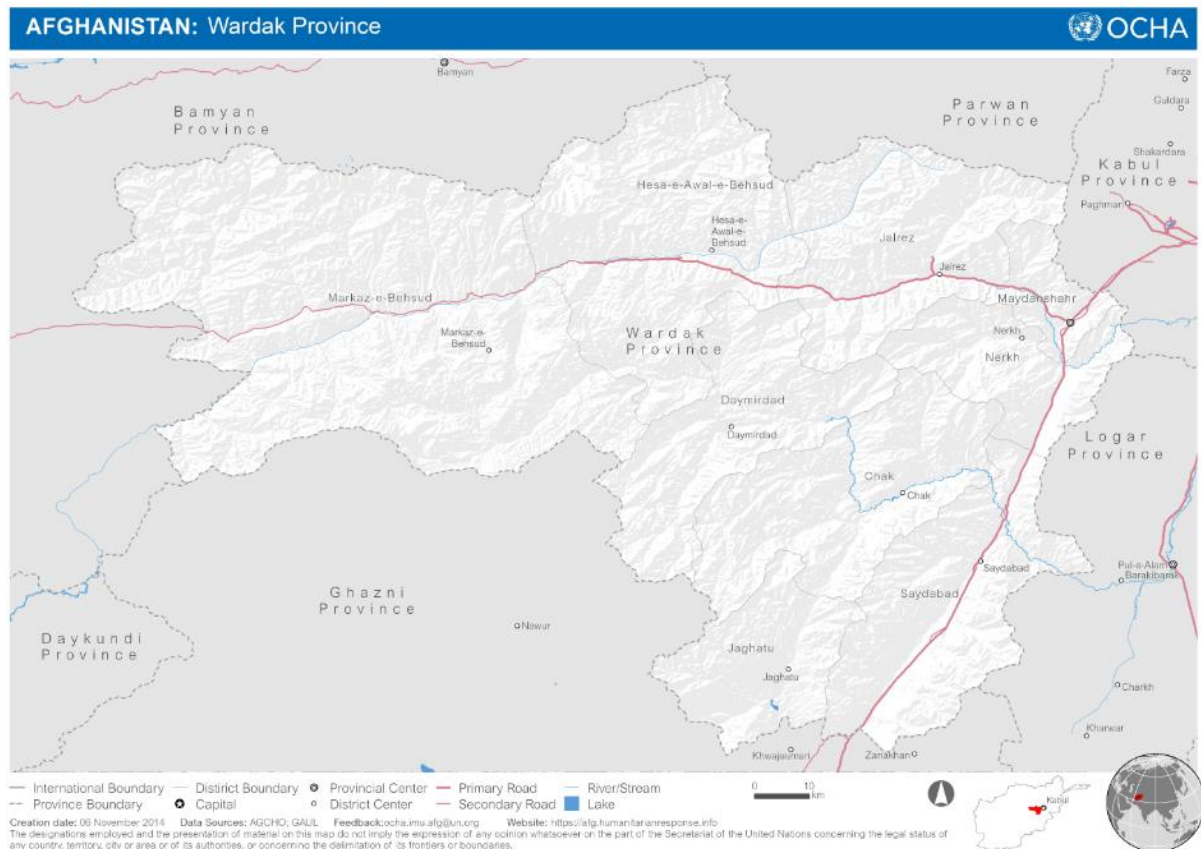 AFGHANISTAN: Wardak Province
OCHA
Bamyan
Farza
Guldara
Bamyan
Province
Parwan
Province
Shakardara
Kabul
Province
Hesa-e-Awal-e-Behsud
Paghman
Hesa-e-
Awal-e-
Behsud
Jalrez
Jalrez
Markaz-e-Behsud
Maydanshahr
Markaz-e-
Behsud
Wardak
Province
Nerkh
Nerkh
Daymirdad
Daymirdad
Logar
Province
Chak
Chak
Saydabad
Pul-e-Alam
Barakibarak
Ghazni
Province
Saydabad
Nawur
Daykundi
Province
Jaghatu
Jaghatu
Charkh
Kharwar
Khwajaumari
Zanakhan
International Boundary
District Boundary
Provincial Center
Primary Road
River/Stream
Province Boundary
Capital
District Center
Secondary Road
Lake
0 10
km
Kabul
Creation date: 06 November 2014 Data Sources: AGCHO; GAUL Feedback:ocha.imu.afg@un.org Website: https://afg.humanitarianresponse.info
The designations employed and the presentation of material on this map do not imply the expression of any opinion whatsoever on the part of the Secretariat of the United Nations concerning the legal status of
any country, territory, city or area or of its authorities, or concerning the delimitation of its frontiers or boundaries.